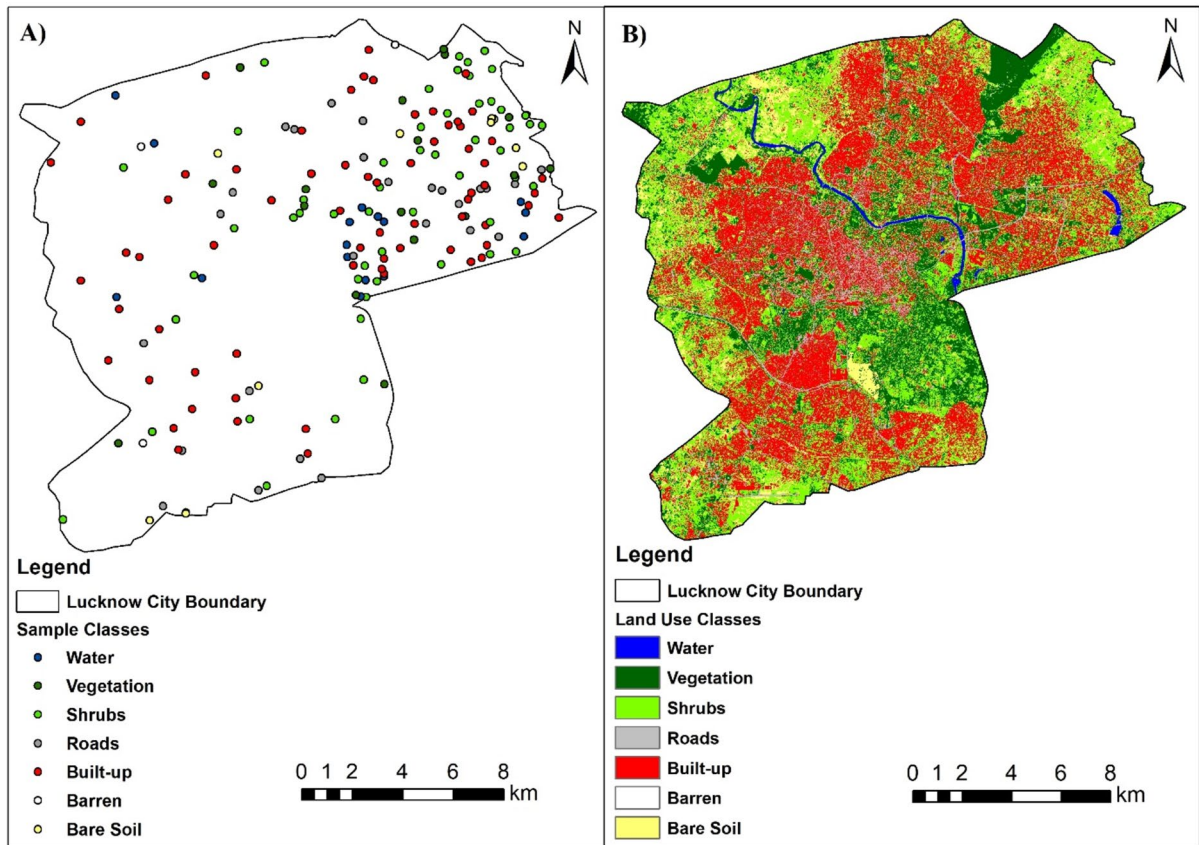 A)
N
Legend
Lucknow City Boundary
Sample Classes
Water
Vegetation
Shrubs
Roads
Built-up
Barren
Bare Soil
0 1 2 4 6 8
km
B)
N
Legend
Lucknow City Boundary
Land Use Classes
Water
Vegetation
Shrubs
Roads
Built-up
Barren
Bare Soil
0 1 2 4 6 8
km